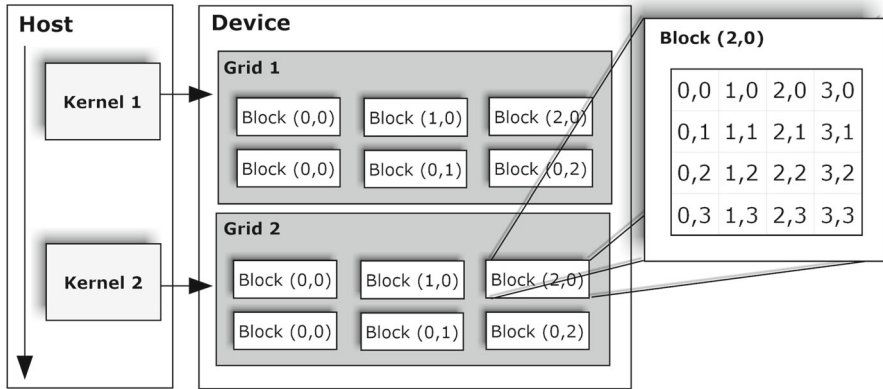 Host
Kernel 1
Kernel 2
Device
Grid 1
Block (0,0) Block (1,0) Block (2,0)
Block (0,0) Block (0,1) Block (0,2)
Grid 2
Block (0,0) Block (1,0) Block (2,0)
Block (0,0) Block (0,1) Block (0,2)
Block (2,0)
0,0 1,0 2,0 3,0
0,1 1,1 2,1 3,1
0,2 1,2 2,2 3,2
0,3 1,3 2,3 3,3